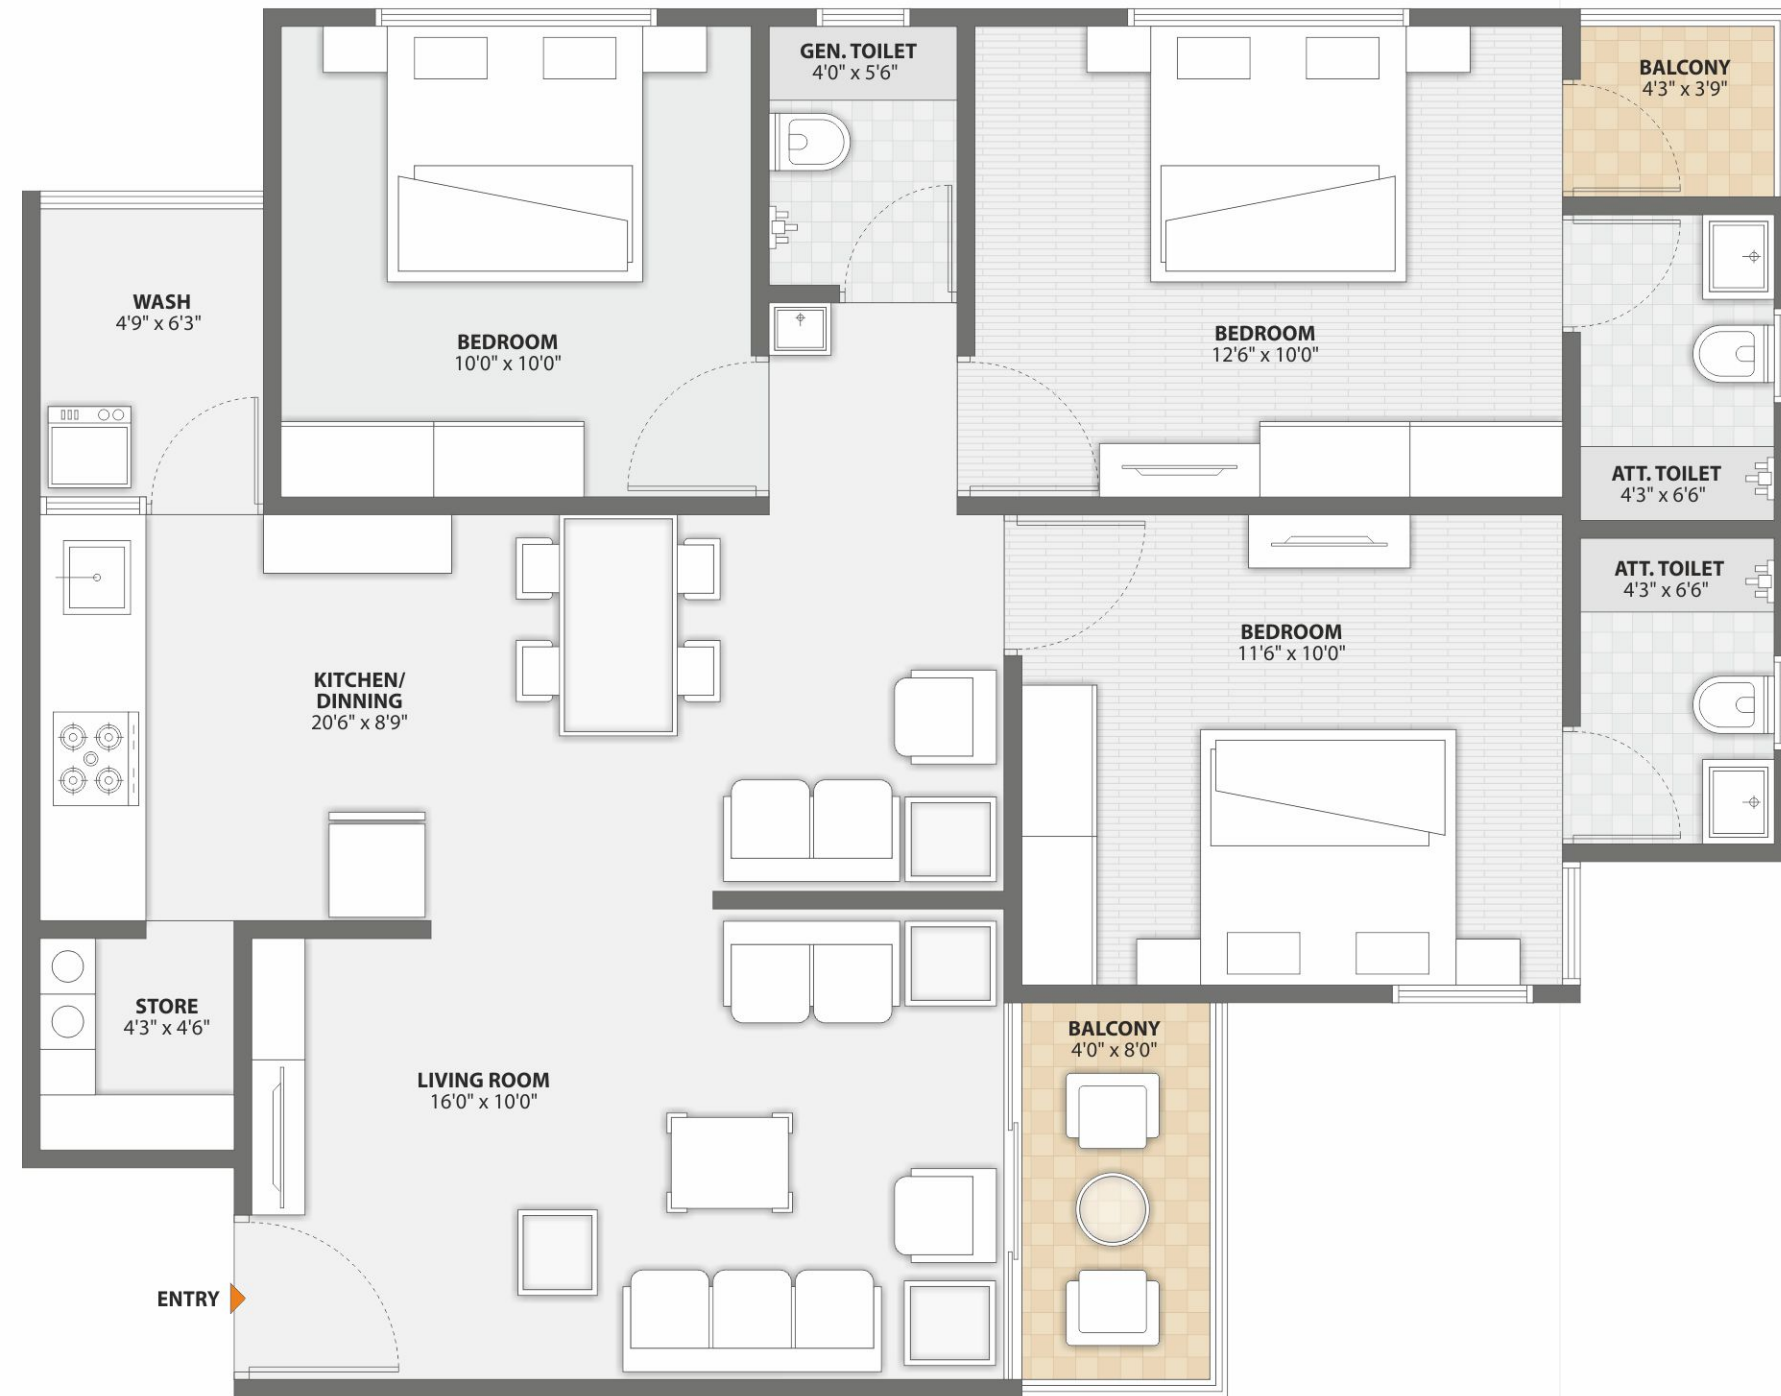 GEN. TOILET
4'0" x 5'6"
BALCONY
4'3" x 3'9"
WASH
4'9" x 6'3"
BEDROOM
10'0" x 10'0"
BEDROOM
12'6" x 10'0"
ATT. TOILET
4'3" x 6'6"
ATT. TOILET
4'3" x 6'6"
BEDROOM
11'6" x 10'0"
KITCHEN/
DINNING
20'6" x 8'9"
STORE
4'3" x 4'6"
BALCONY
4'0" x 8'0"
LIVING ROOM
16'0" x 10'0"
ENTRY